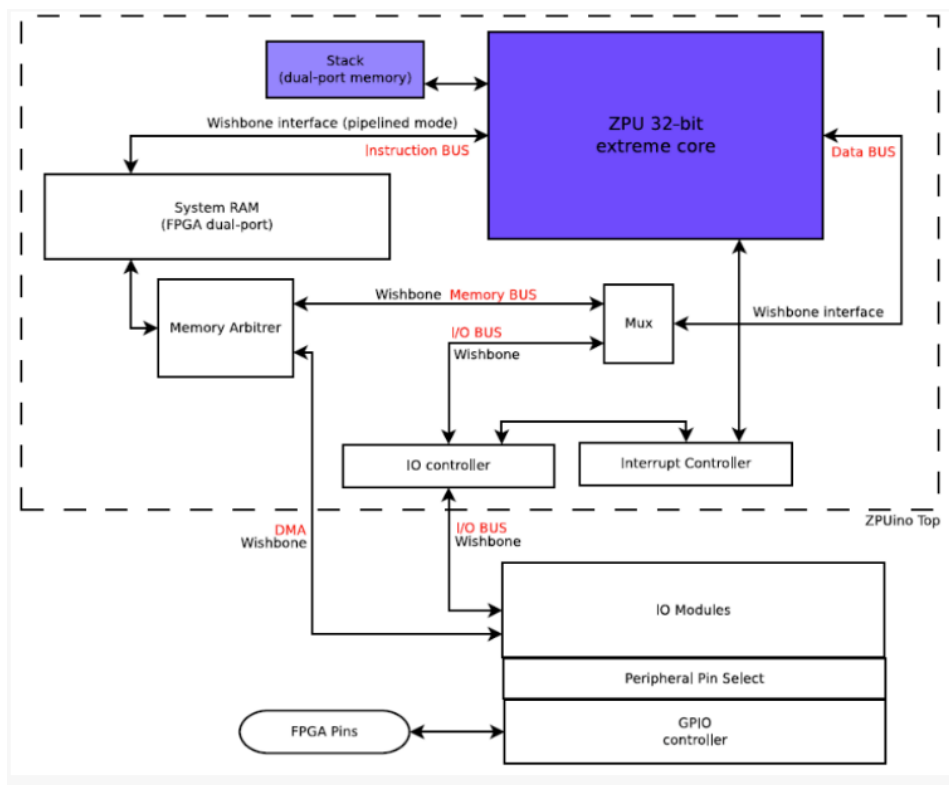 Stack
(dual-port memory)
ZPU 32-bit
extreme core
Wishbone interface (pipelined mode)
Instruction BUS
Data BUS
System RAM
(FPGA dual-port)
Wishbone Memory BUS
Mux
Wishbone interface
Memory Arbitrer
I/O BUS
Wishbone
IO controller
Interrupt Controller
ZPUino Top
DMA
Wishbone
I/O BUS
Wishbone
IO Modules
Peripheral Pin Select
FPGA Pins
GPIO
controller